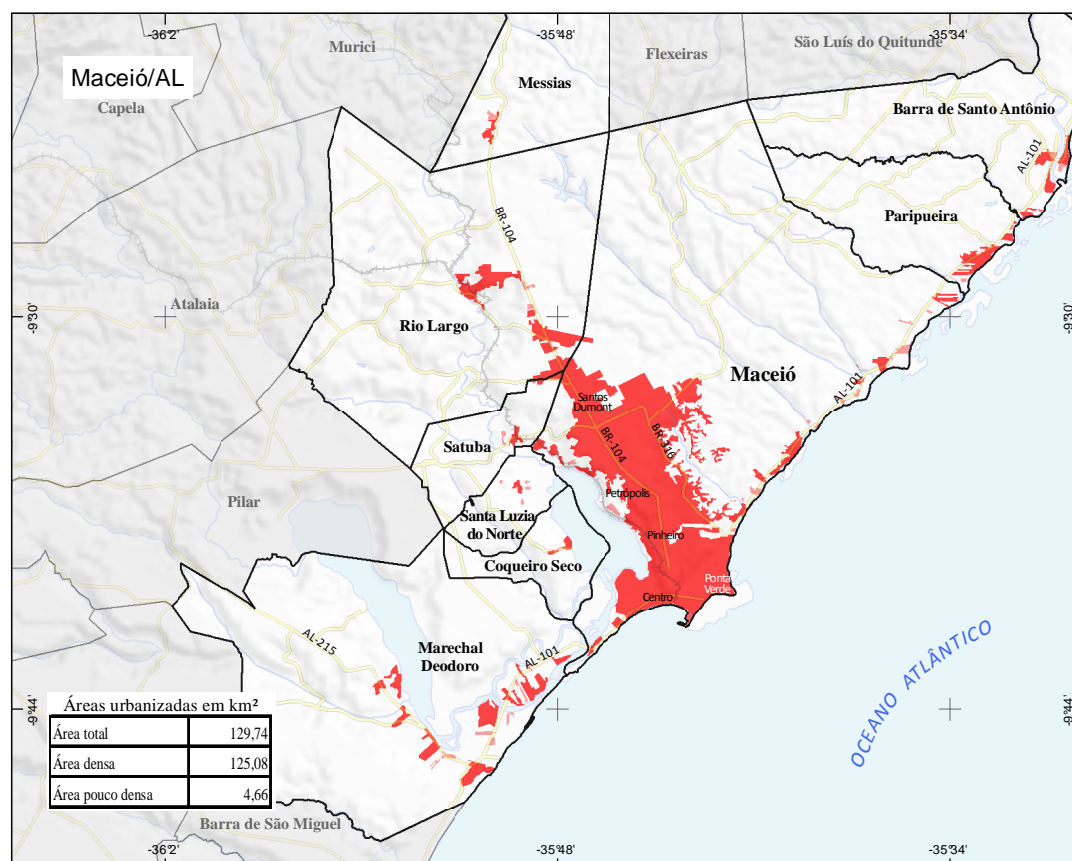 -36°2'
-35°48'
-35°34'
Murici
Flexeiras
São Luís do Quitunde
Maceió/AL
Capela
Messias
Barra de Santo Antônio
AL-101
Paripueira
BR-104
Atalaia
-9°30'
Rio Largo
-9°30'
Maceió
AL-101
Santos
Dumont
BR-104
BR-316
Satuba
Pilar
Petrópolis
Santa Luzia
do Norte
Pinheiro
Coqueiro Seco
Ponta
Verde
Centro
AL-215
Marechal
Deodoro
AL-101
OCEANO ATLÂNTICO
-9°44'
-9°44'
Áreas urbanizadas em km²
Área total 129,74
Área densa 125,08
Área pouco densa 4,66
Barra de São Miguel
-36°2'
-35°48'
-35°34'